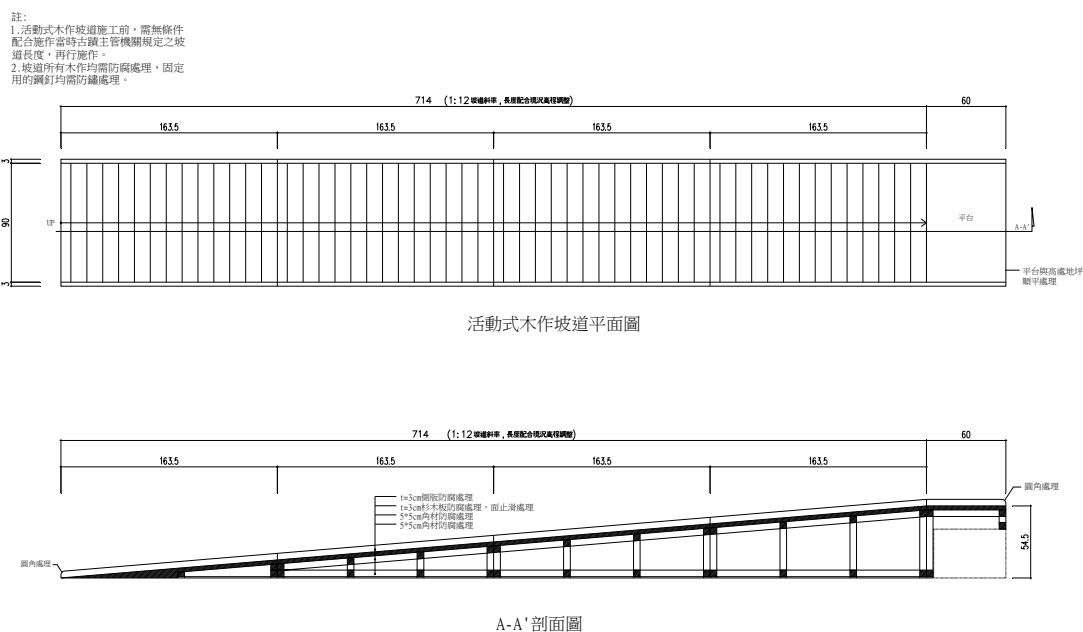 註:
1.活動式木作坡道施工前，需無條件
配合施作當時古蹟主管機關規定之坡
道長度，再行施作。
2.坡道所有木作均需防腐處理，固定
用的鋼釘均需防鏽處理。
714 (1:12坡道斜率，長度配合現況高程調整)
60
163.5 163.5 163.5 163.5
3
90
3
UP
平台
A-A'
平台與高處地坪
順平處理
活動式木作坡道平面圖
714 (1:12坡道斜率，長度配合現況高程調整)
60
163.5 163.5 163.5 163.5
圓角處理
t=3cm側版防腐處理
t=3cm杉木板防腐處理，面止滑處理
5*5cm角材防腐處理
5*5cm角材防腐處理
54.5
圓角處理
A-A'剖面圖